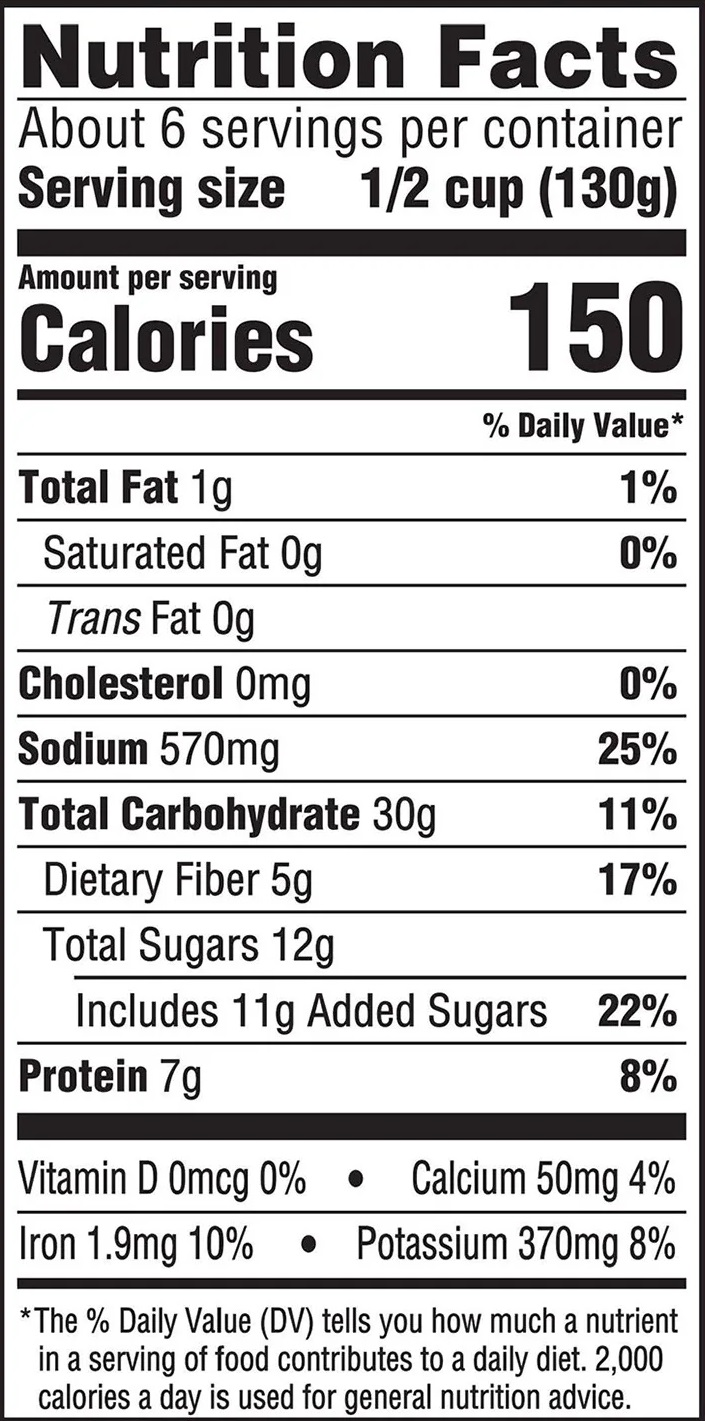 Nutrition Facts
About 6 servings per container
Serving size 1/2 cup (130g)
Amount per serving
Calories 150
% Daily Value*
Total Fat 1g 1%
Saturated Fat 0g 0%
Trans Fat 0g
Cholesterol 0mg 0%
Sodium 570mg 25%
Total Carbohydrate 30g 11%
Dietary Fiber 5g 17%
Total Sugars 12g
Includes 11g Added Sugars 22%
Protein 7g 8%
Vitamin D 0mcg 0% • Calcium 50mg 4%
Iron 1.9mg 10% • Potassium 370mg 8%
*The % Daily Value (DV) tells you how much a nutrient
in a serving of food contributes to a daily diet. 2,000
calories a day is used for general nutrition advice.